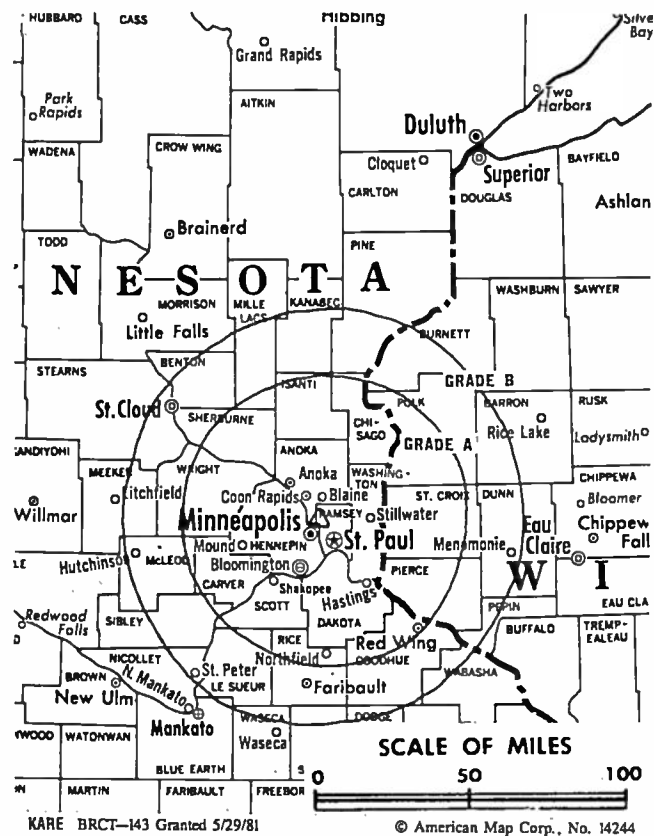 HUBBARD
CASS
Hibbing
Silve
Bay
Grand Rapids
Park
Rapids
AITKIN
Two
Harbors
Duluth
WADENA
CROW WING
Cloquet
Superior
BAYFIELD
CARLTON
DOUGLAS
Ashlan
Brainerd
TODD
PINE
NESOTA
MORRISON
MILLE
LACS
KANABEC
WASHBURN
SAWYER
Little Falls
BURNETT
BENTON
STEARNS
ISANTI
GRADE B
POLK
BARRON
RUSK
St. Cloud
SHERBURNE
CHI-
SAGO
Rice Lake
Ladysmith
GRADE A
ANOKA
ANDIYOHI
MEEKER
WRIGHT
WASHING-
TON
CHIPPEWA
Anoka
ST. CROIX
DUNN
Litchfield
Coon Rapids
Blaine
Bloomer
Willmar
RAMSEY
Stillwater
Minneapolis
Eau
Claire
Chippew
Fall
St. Paul
Mound
HENNEPIN
Menomonie
Hutchinson
McLEOD
Bloomington
PIERCE
W I
CARVER
Shakopee
Hastings
LE
SCOTT
DAKOTA
PEPIN
EAU CLA
Redwood
Falls
SIBLEY
RICE
Red Wing
BUFFALO
TREMP-
EALEAU
NICOLLET
Northfield
GOODHUE
St. Peter
WABASHA
BROWN
N. Mankato
LE SUEUR
Faribault
New Ulm
Mankato
WASECA
DODGE
WOOD
WATONWAN
Waseca
SCALE OF MILES
BLUE EARTH
S
0
50
100
ON
MARTIN
FARIBAULT
FREEBOR
KARE BRCT—143 Granted 5/29/81
© American Map Corp., No. 14244